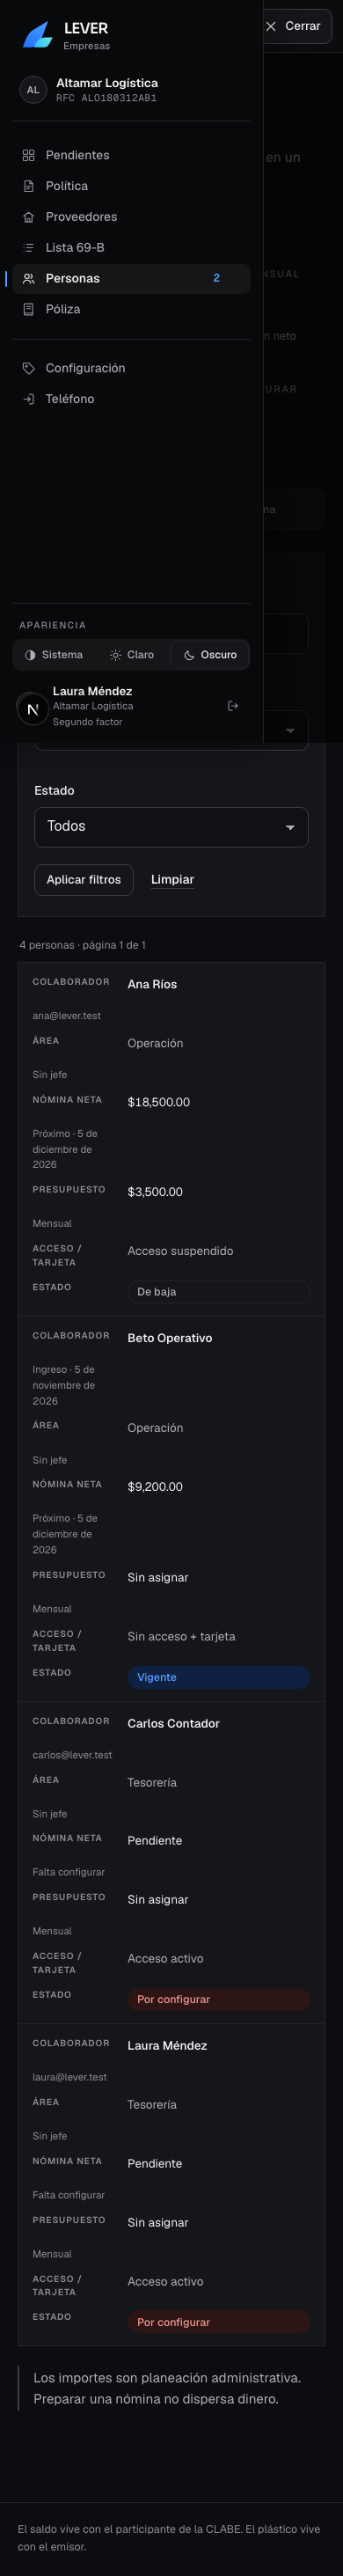 LEVER
Empresas
Cerrar
AL
Altamar Logística
RFC ALO180312AB1
Pendientes
Política
en un
Proveedores
Lista 69-B
NSUAL
Personas
2
Póliza
n neto
Configuración
URAR
Teléfono
na
APARIENCIA
Sistema
Claro
Oscuro
N
Laura Méndez
Altamar Logística
Segundo factor
Estado
Todos
Aplicar filtros
Limpiar
4 personas · página 1 de 1
COLABORADOR
Ana Ríos
ana@lever.test
ÁREA
Operación
Sin jefe
NÓMINA NETA
$18,500.00
Próximo · 5 de
diciembre de
2026
PRESUPUESTO
$3,500.00
Mensual
ACCESO /
TARJETA
Acceso suspendido
ESTADO
De baja
COLABORADOR
Beto Operativo
Ingreso · 5 de
noviembre de
2026
ÁREA
Operación
Sin jefe
NÓMINA NETA
$9,200.00
Próximo · 5 de
diciembre de
2026
PRESUPUESTO
Sin asignar
Mensual
ACCESO /
TARJETA
Sin acceso + tarjeta
ESTADO
Vigente
COLABORADOR
Carlos Contador
carlos@lever.test
ÁREA
Tesorería
Sin jefe
NÓMINA NETA
Pendiente
Falta configurar
PRESUPUESTO
Sin asignar
Mensual
ACCESO /
TARJETA
Acceso activo
ESTADO
Por configurar
COLABORADOR
Laura Méndez
laura@lever.test
ÁREA
Tesorería
Sin jefe
NÓMINA NETA
Pendiente
Falta configurar
PRESUPUESTO
Sin asignar
Mensual
ACCESO /
TARJETA
Acceso activo
ESTADO
Por configurar
Los importes son planeación administrativa.
Preparar una nómina no dispersa dinero.
El saldo vive con el participante de la CLABE. El plástico vive
con el emisor.